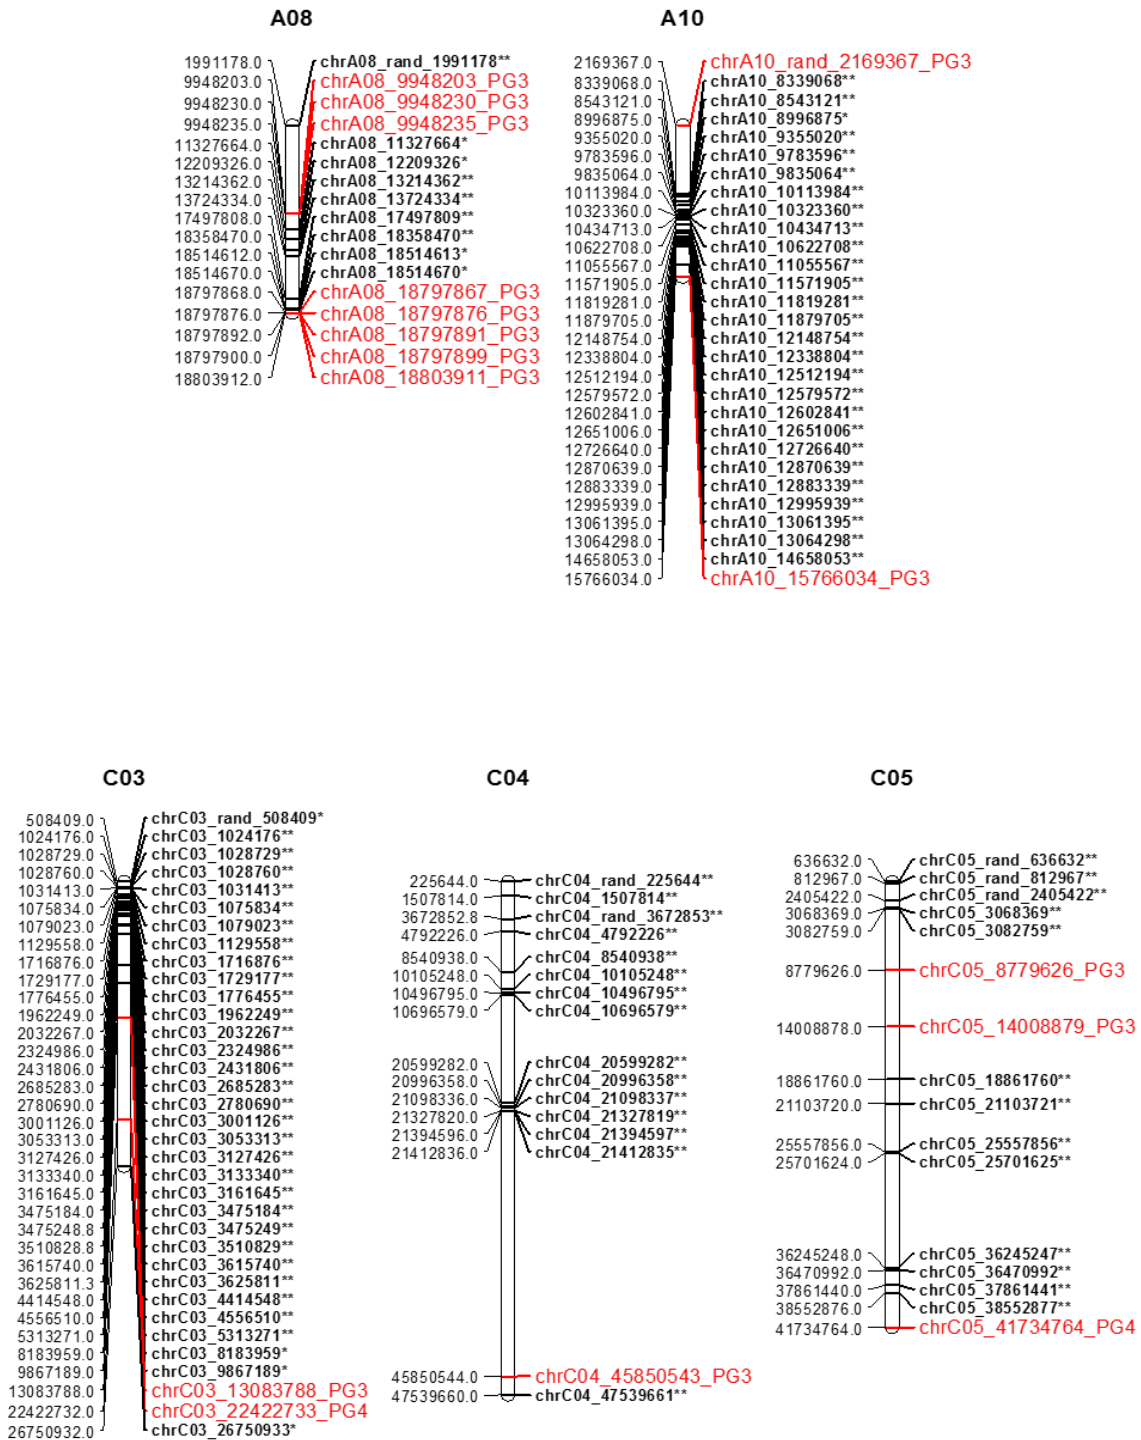 A08
1991178.0 chrA08_rand_1991178**
9948203.0 chrA08_9948203_PG3
9948230.0 chrA08_9948230_PG3
9948235.0 chrA08_9948235_PG3
11327664.0 chrA08_11327664*
12209326.0 chrA08_12209326*
13214362.0 chrA08_13214362**
13724334.0 chrA08_13724334**
17497808.0 chrA08_17497809**
18358470.0 chrA08_18358470**
18514612.0 chrA08_18514613*
18514670.0 chrA08_18514670*
18797868.0 chrA08_18797867_PG3
18797876.0 chrA08_18797876_PG3
18797892.0 chrA08_18797891_PG3
18797900.0 chrA08_18797899_PG3
18803912.0 chrA08_18803911_PG3
A10
2169367.0 chrA10_rand_2169367_PG3
8339068.0 chrA10_8339068**
8543121.0 chrA10_8543121**
8996875.0 chrA10_8996875*
9355020.0 chrA10_9355020**
9783596.0 chrA10_9783596**
9835064.0 chrA10_9835064**
10113984.0 chrA10_10113984**
10323360.0 chrA10_10323360**
10434713.0 chrA10_10434713**
10622708.0 chrA10_10622708**
11055567.0 chrA10_11055567**
11571905.0 chrA10_11571905**
11819281.0 chrA10_11819281**
11879705.0 chrA10_11879705**
12148754.0 chrA10_12148754**
12338804.0 chrA10_12338804**
12512194.0 chrA10_12512194**
12579572.0 chrA10_12579572**
12602841.0 chrA10_12602841**
12651006.0 chrA10_12651006**
12726640.0 chrA10_12726640**
12870639.0 chrA10_12870639**
12883339.0 chrA10_12883339**
12995939.0 chrA10_12995939**
13061395.0 chrA10_13061395**
13064298.0 chrA10_13064298**
14658053.0 chrA10_14658053**
15766034.0 chrA10_15766034_PG3
C03
508409.0 chrC03_rand_508409*
1024176.0 chrC03_1024176**
1028729.0 chrC03_1028729**
1028760.0 chrC03_1028760**
1031413.0 chrC03_1031413**
1075834.0 chrC03_1075834**
1079023.0 chrC03_1079023**
1129558.0 chrC03_1129558**
1716876.0 chrC03_1716876**
1729177.0 chrC03_1729177**
1776455.0 chrC03_1776455**
1962249.0 chrC03_1962249**
2032267.0 chrC03_2032267**
2324986.0 chrC03_2324986**
2431806.0 chrC03_2431806**
2685283.0 chrC03_2685283**
2780690.0 chrC03_2780690**
3001126.0 chrC03_3001126**
3053313.0 chrC03_3053313**
3127426.0 chrC03_3127426**
3133340.0 chrC03_3133340**
3161645.0 chrC03_3161645**
3475184.0 chrC03_3475184**
3475248.8 chrC03_3475249**
3510828.8 chrC03_3510829**
3615740.0 chrC03_3615740**
3625811.3 chrC03_3625811**
4414548.0 chrC03_4414548**
4556510.0 chrC03_4556510**
5313271.0 chrC03_5313271**
8183959.0 chrC03_8183959*
9867189.0 chrC03_9867189*
13083788.0 chrC03_13083788_PG3
22422732.0 chrC03_22422733_PG4
26750932.0 chrC03_26750933*
C04
225644.0 chrC04_rand_225644**
1507814.0 chrC04_1507814**
3672852.8 chrC04_rand_3672853**
4792226.0 chrC04_4792226**
8540938.0 chrC04_8540938**
10105248.0 chrC04_10105248**
10496795.0 chrC04_10496795**
10696579.0 chrC04_10696579**
20599282.0 chrC04_20599282**
20996358.0 chrC04_20996358**
21098336.0 chrC04_21098337**
21327820.0 chrC04_21327819**
21394596.0 chrC04_21394597**
21412836.0 chrC04_21412835**
45850544.0 chrC04_45850543_PG3
47539660.0 chrC04_47539661**
C05
636632.0 chrC05_rand_636632**
812967.0 chrC05_rand_812967**
2405422.0 chrC05_rand_2405422**
3068369.0 chrC05_3068369**
3082759.0 chrC05_3082759**
8779626.0 chrC05_8779626_PG3
14008878.0 chrC05_14008879_PG3
18861760.0 chrC05_18861760**
21103720.0 chrC05_21103721**
25557856.0 chrC05_25557856**
25701624.0 chrC05_25701625**
36245248.0 chrC05_36245247**
36470992.0 chrC05_36470992**
37861440.0 chrC05_37861441**
38552876.0 chrC05_38552877**
41734764.0 chrC05_41734764_PG4